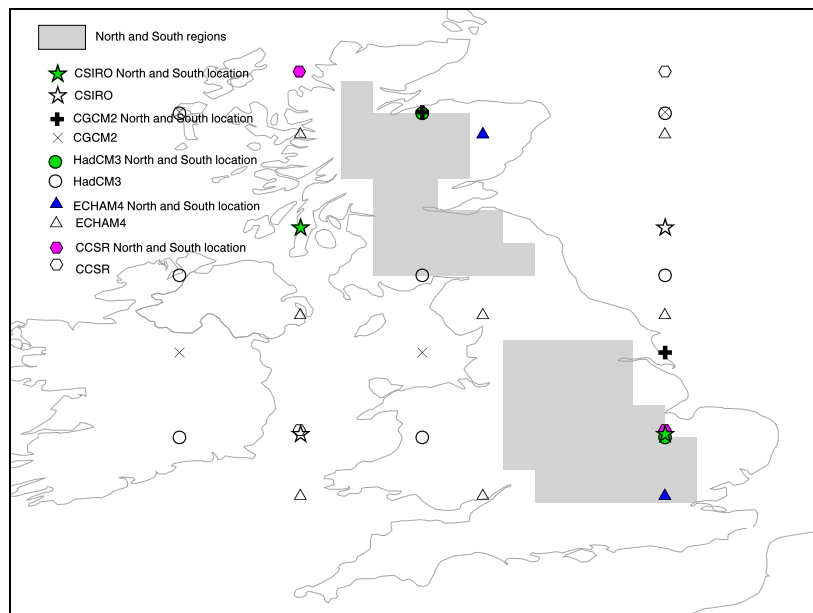 North and South regions
CSIRO North and South location
CSIRO
CGCM2 North and South location
CGCM2
HadCM3 North and South location
HadCM3
ECHAM4 North and South location
ECHAM4
CCSR North and South location
CCSR